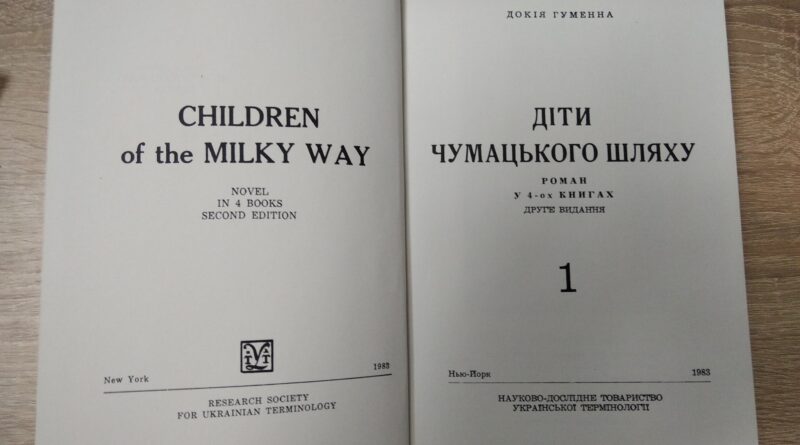 CHILDREN
of the MILKY WAY
NOVEL
IN 4 BOOKS
SECOND EDITION
New York
1983
RESEARCH SOCIETY
FOR UKRAINIAN TERMINOLOGY
ДОКІЯ ГУМЕННА
ДІТИ
ЧУМАЦЬКОГО ШЛЯХУ
РОМАН
У 4-ох КНИГАХ
ДРУГЕ ВИДАННЯ
1
Нью-Йорк
1983
НАУКОВО-ДОСЛІДНЕ ТОВАРИСТВО
УКРАЇНСЬКОЇ ТЕРМІНОЛОГІЇ